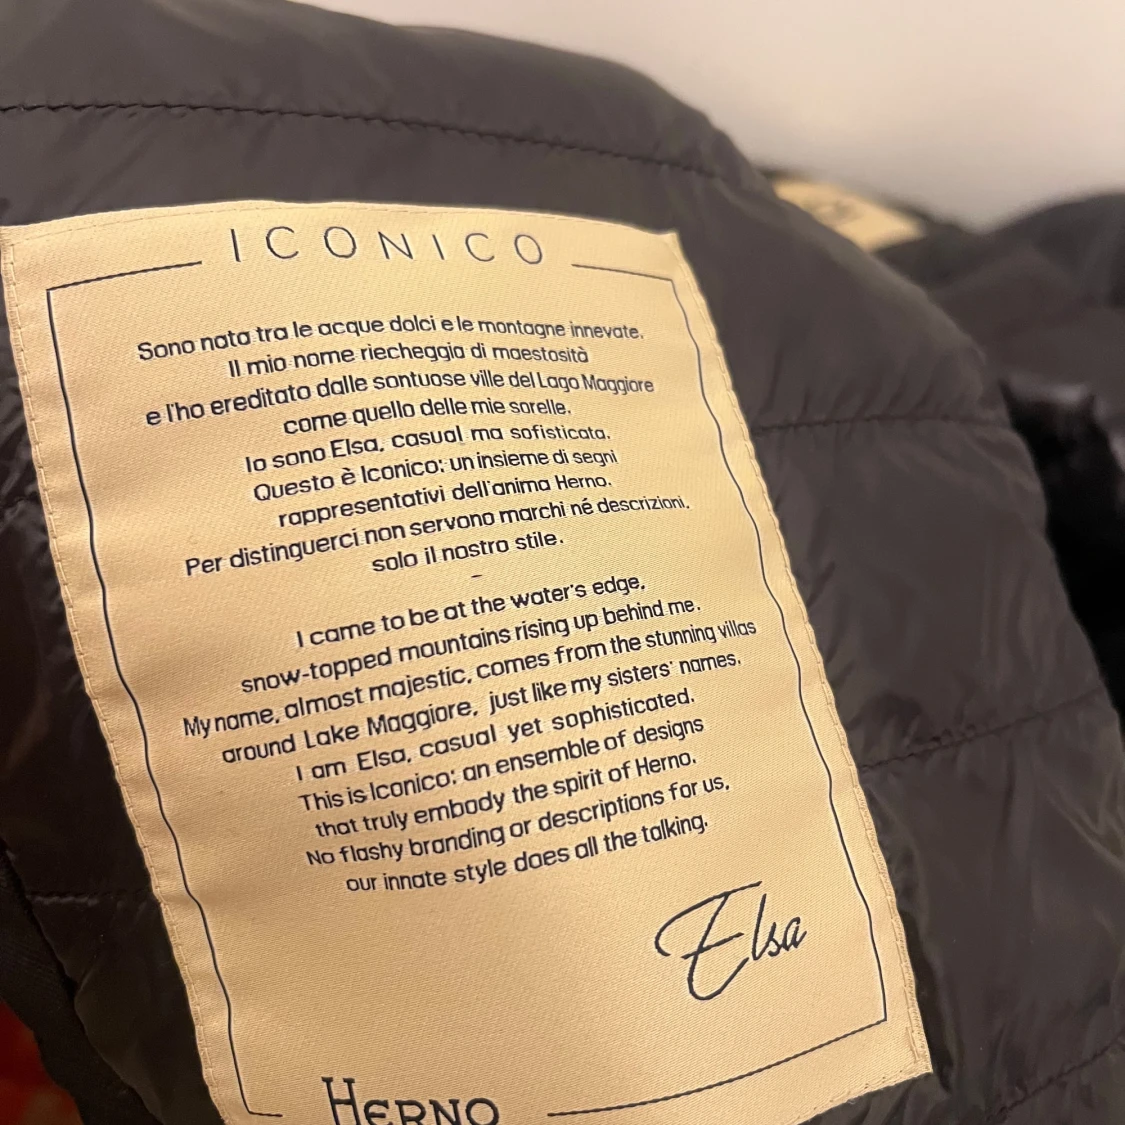 ICONICO
Sono nata tra le acque dolci e le montagne innevate.
Il mio nome riecheggia di maestosità
e l'ho ereditato dalle sontuose ville del Lago Maggiore
come quello delle mie sorelle.
Io sono Elsa, casual ma sofisticata.
Questo è Iconico: un insieme di segni
rappresentativi dell'anima Herno.
Per distinguerci non servono marchi né descrizioni,
solo il nostro stile.
-
I came to be at the water's edge,
snow-topped mountains rising up behind me.
My name, almost majestic, comes from the stunning villas
around Lake Maggiore, just like my sisters' names.
I am Elsa, casual yet sophisticated.
This is Iconico: an ensemble of designs
that truly embody the spirit of Herno.
No flashy branding or descriptions for us,
our innate style does all the talking.
Elsa
HERNO